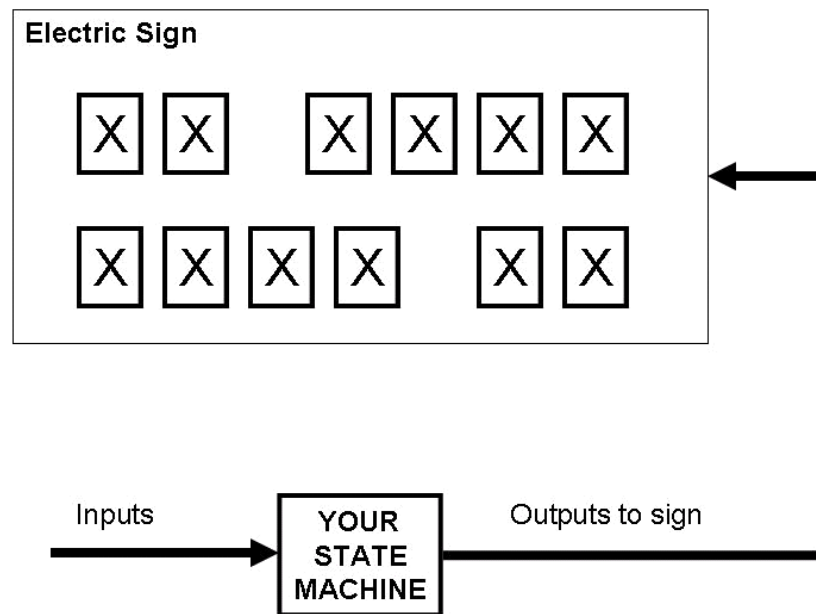 Electric Sign
X X X X X X
X X X X X X
Inputs
YOUR
STATE
MACHINE
Outputs to sign